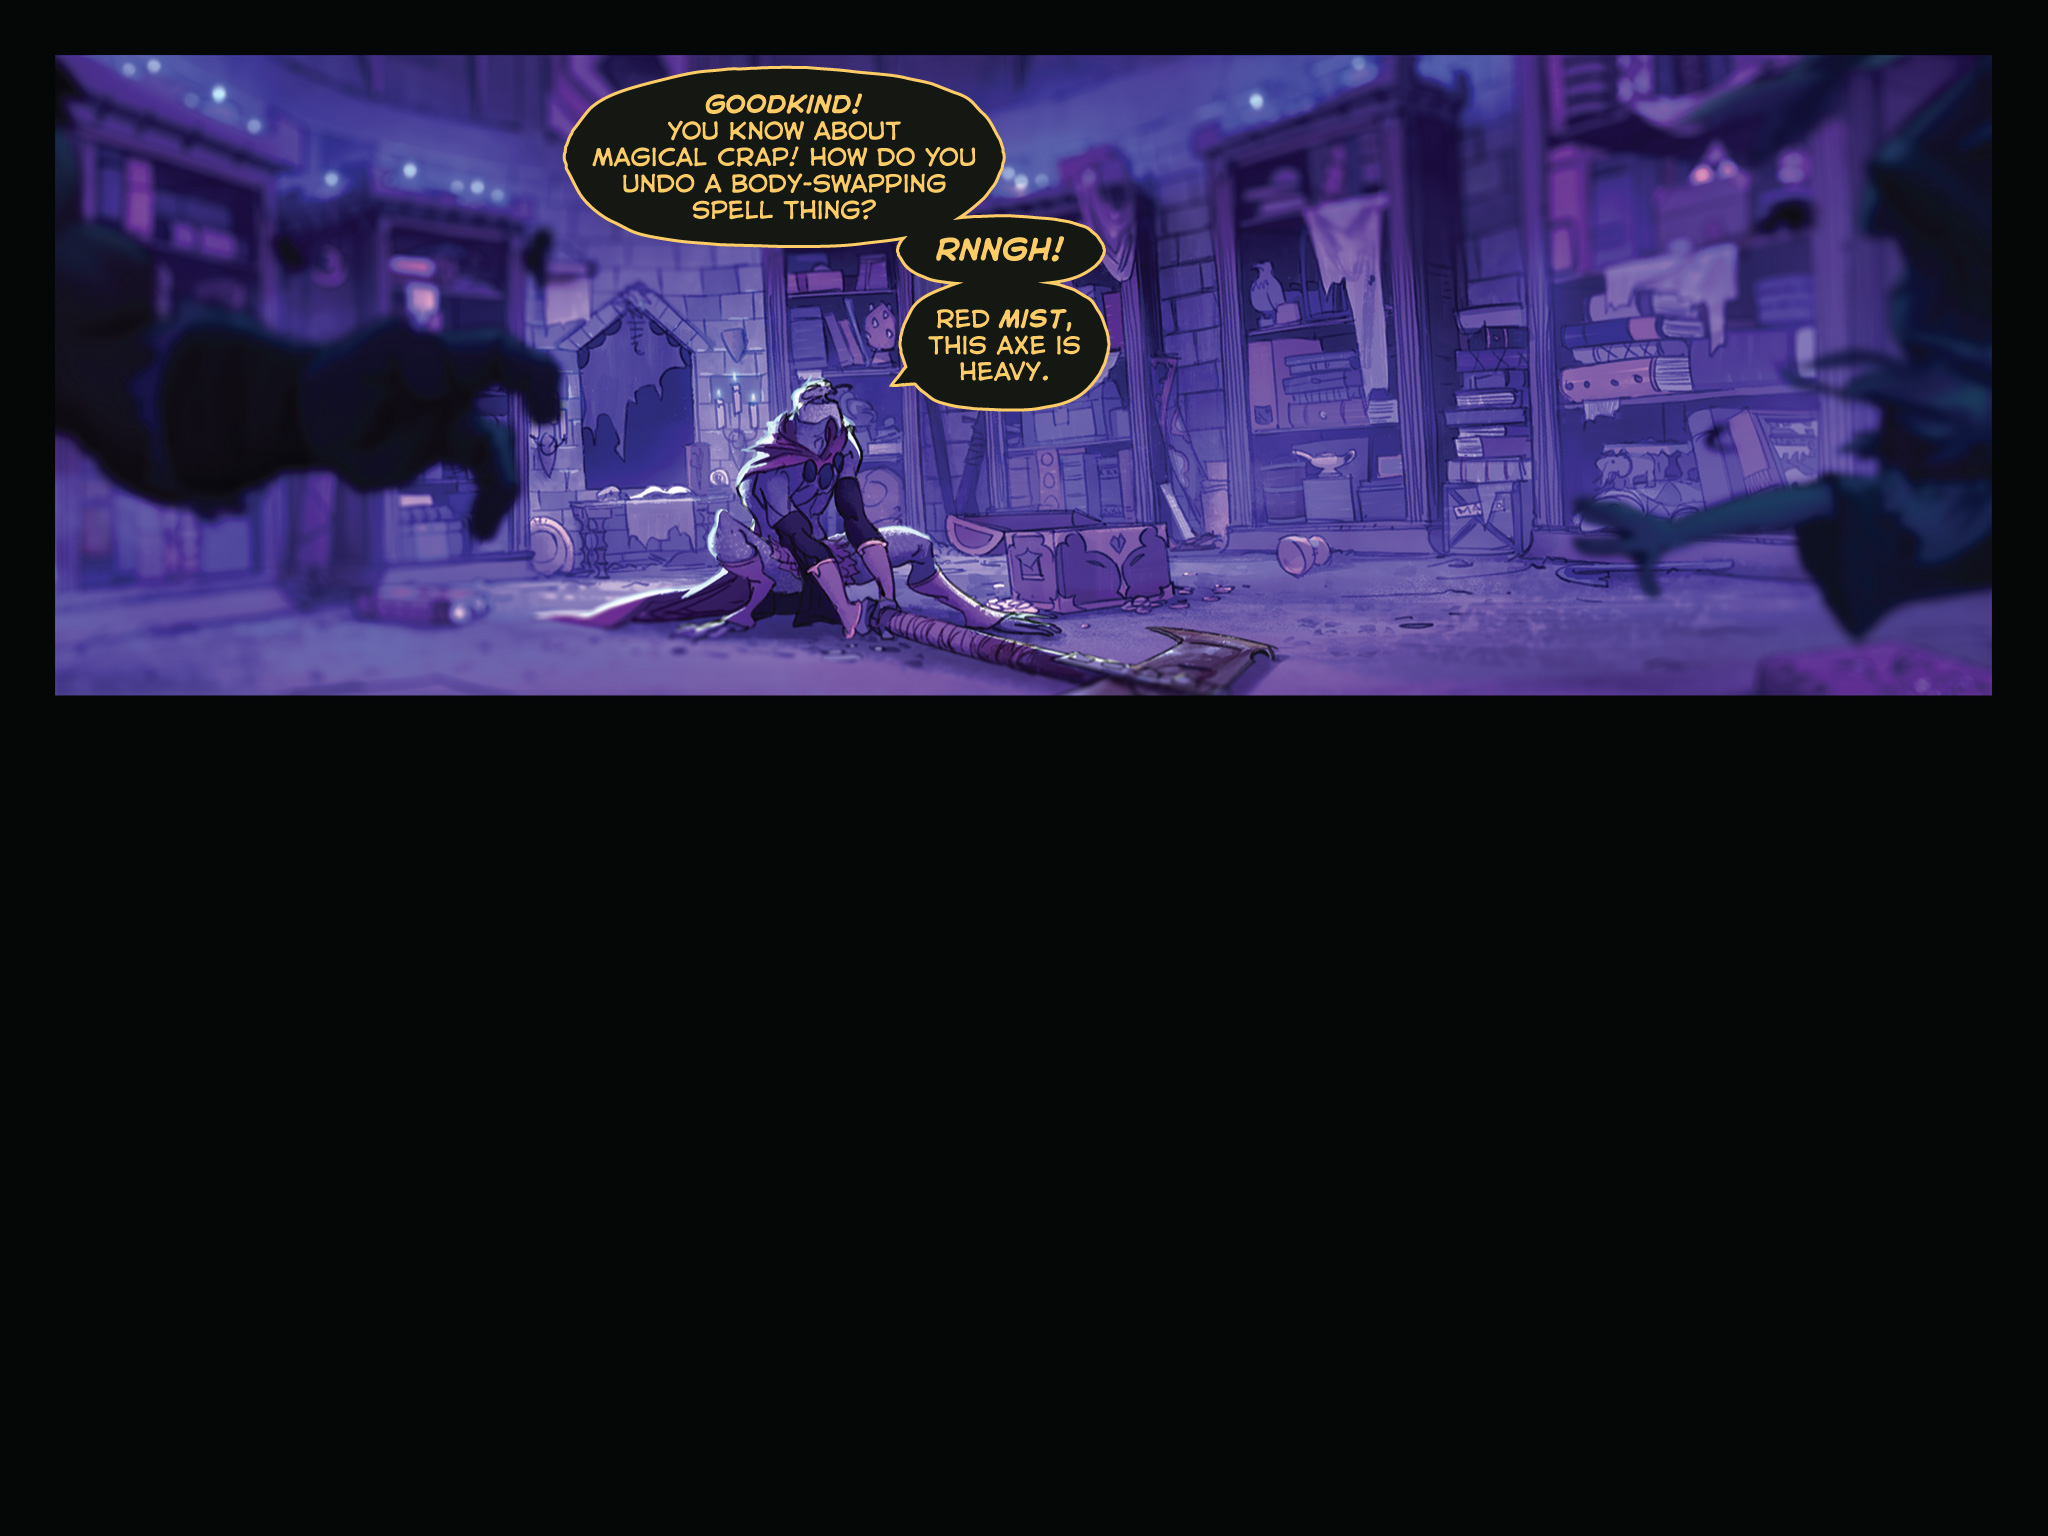 GOODKIND!
YOU KNOW ABOUT
MAGICAL CRAP! HOW DO YOU
UNDO A BODY-SWAPPING
SPELL THING?
RNNGH!
RED MIST,
THIS AXE IS
HEAVY.